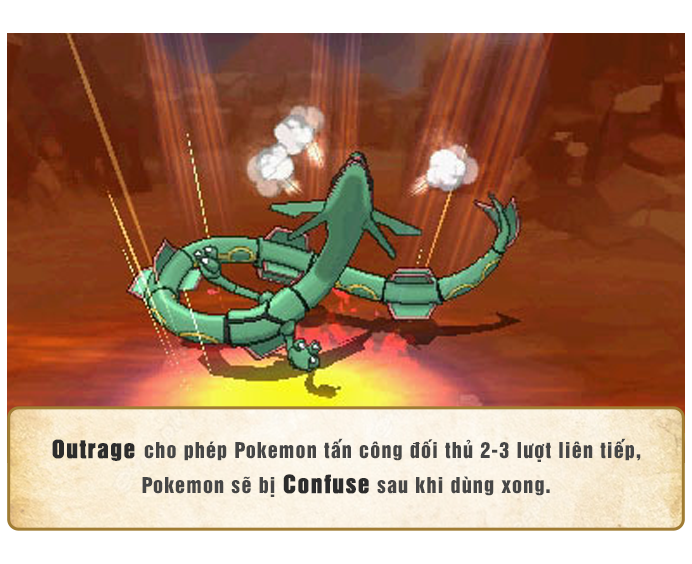 Outrage cho phép Pokemon tấn công đối thủ 2-3 lượt liên tiếp,
Pokemon sẽ bị Confuse sau khi dùng xong.